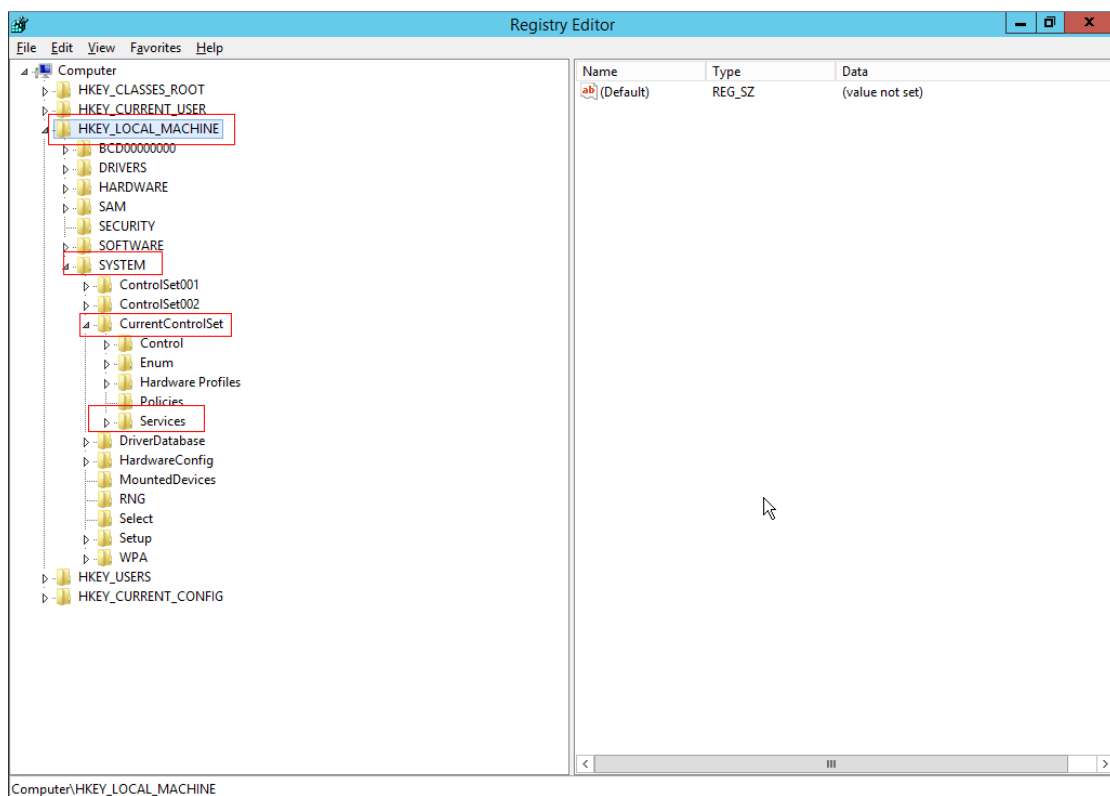 Registry Editor
File Edit View Favorites Help
Computer
HKEY_CLASSES_ROOT
HKEY_CURRENT_USER
HKEY_LOCAL_MACHINE
BCD00000000
DRIVERS
HARDWARE
SAM
SECURITY
SOFTWARE
SYSTEM
ControlSet001
ControlSet002
CurrentControlSet
Control
Enum
Hardware Profiles
Policies
Services
DriverDatabase
HardwareConfig
MountedDevices
RNG
Select
Setup
WPA
HKEY_USERS
HKEY_CURRENT_CONFIG
Name Type Data
ab (Default) REG_SZ (value not set)
Computer\HKEY_LOCAL_MACHINE